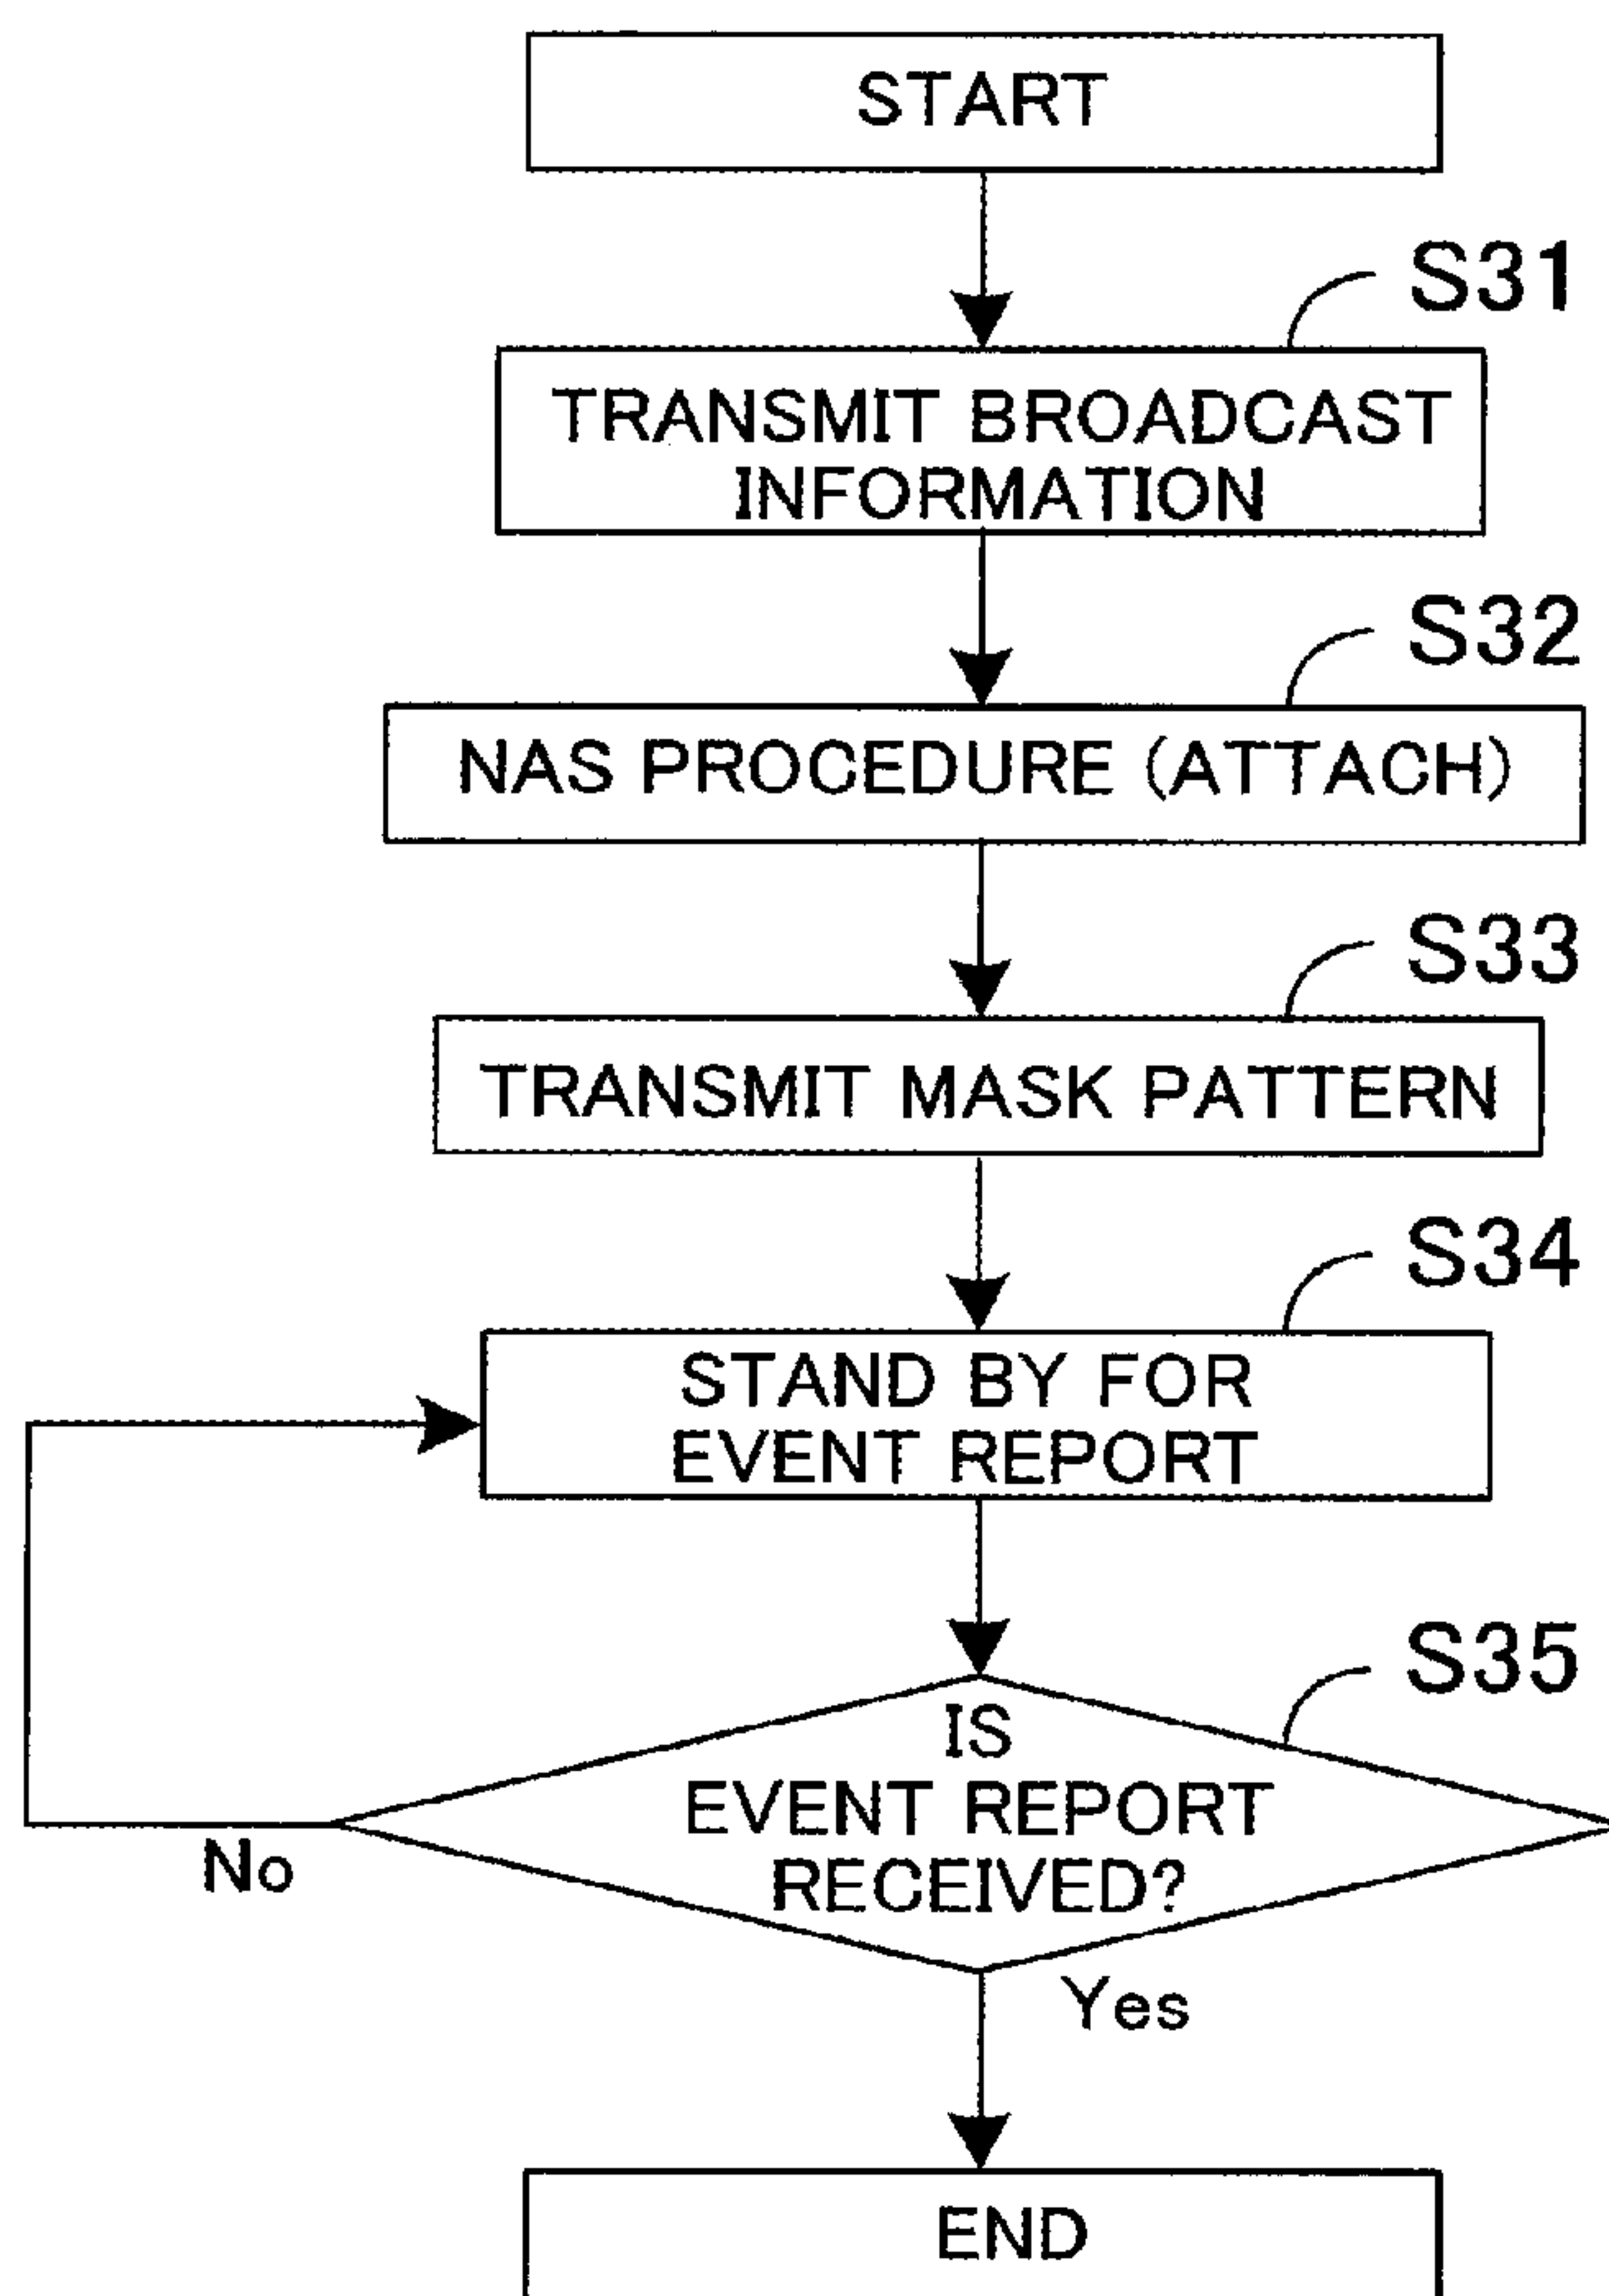 START
S31
TRANSMIT BROADCAST
INFORMATION
S32
NAS PROCEDURE (ATTACH)
S33
TRANSMIT MASK PATTERN
S34
STAND BY FOR
EVENT REPORT
S35
IS
EVENT REPORT
RECEIVED?
No
Yes
END